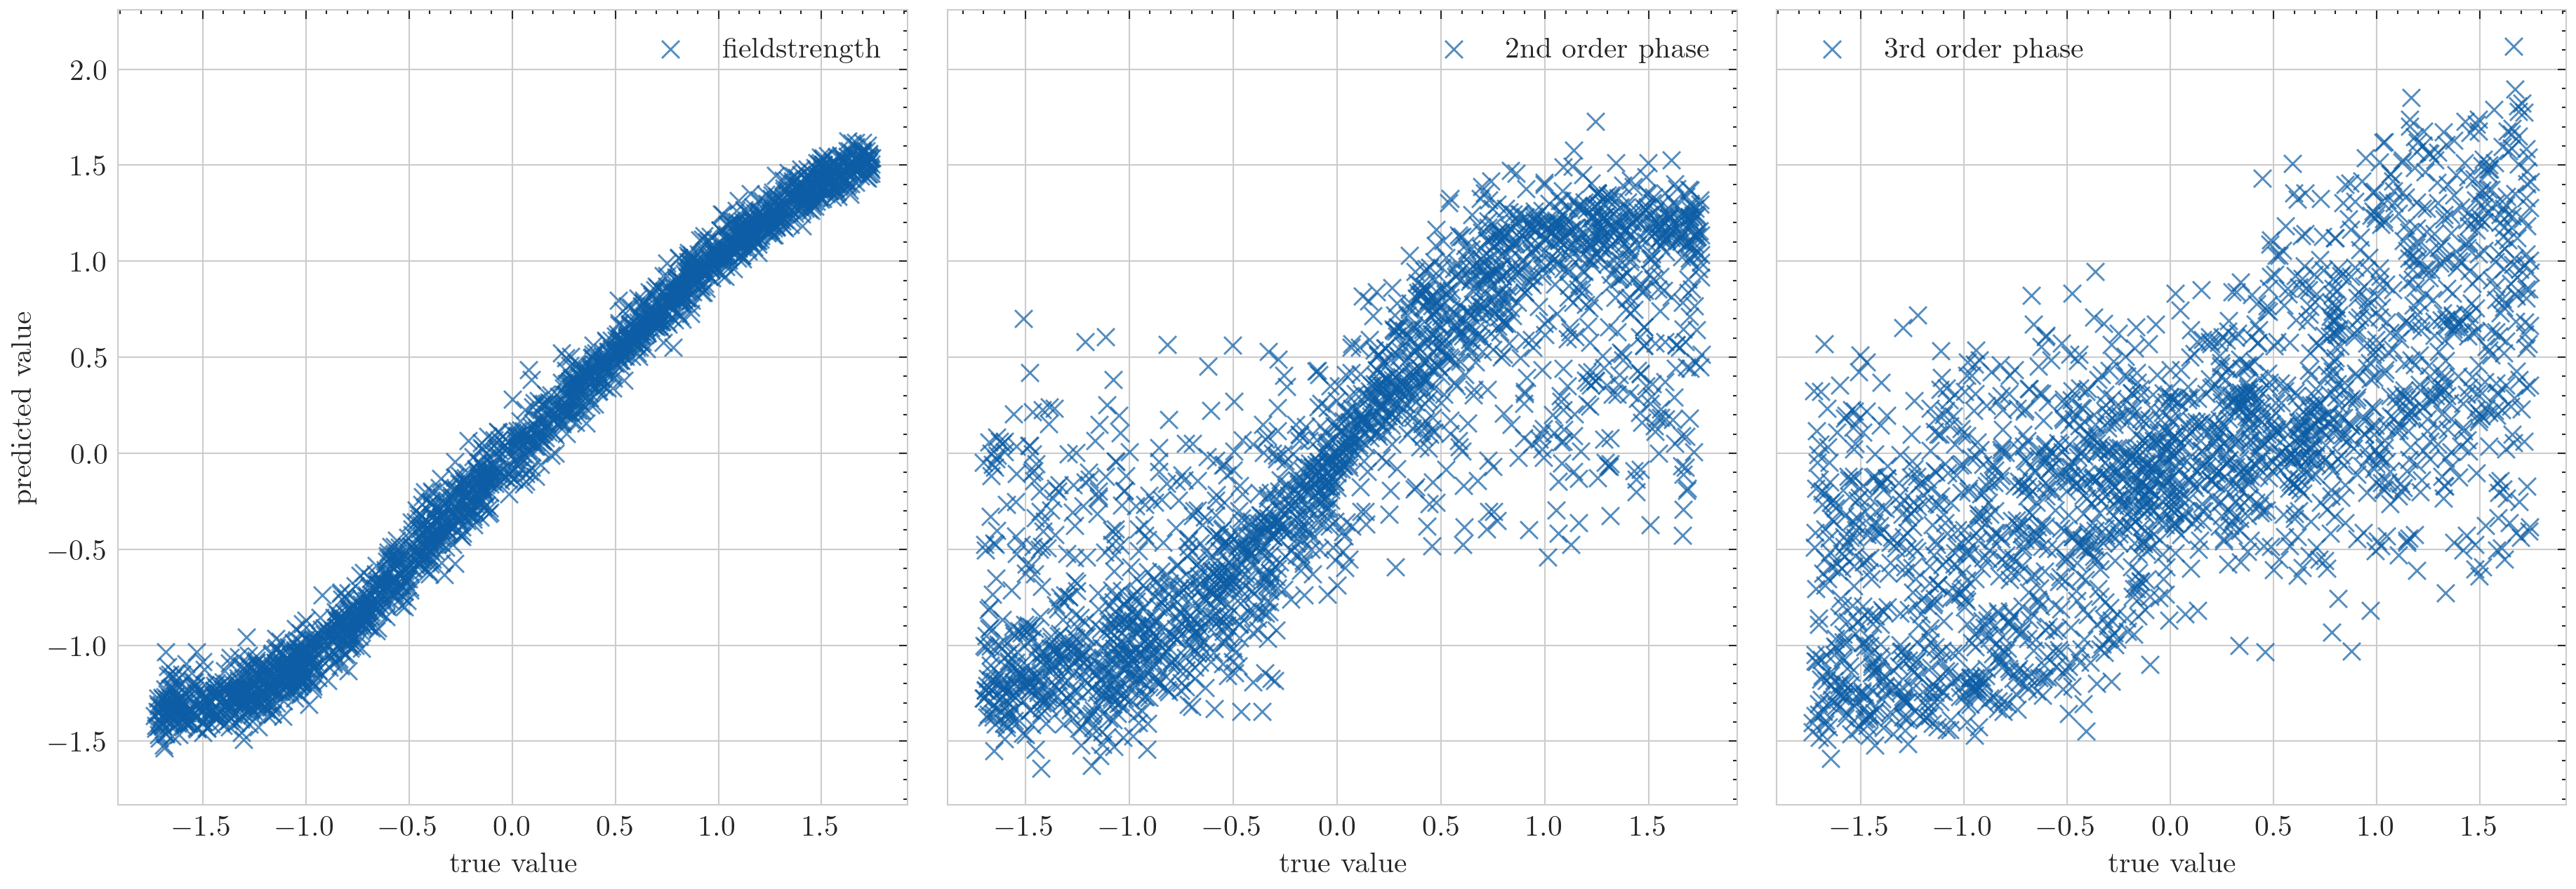 fieldstrength
2nd order phase
3rd order phase
2.0
1.5
1.0
0.5
0.0
−0.5
−1.0
−1.5
predicted value
−1.5 −1.0 −0.5 0.0 0.5 1.0 1.5
−1.5 −1.0 −0.5 0.0 0.5 1.0 1.5
−1.5 −1.0 −0.5 0.0 0.5 1.0 1.5
true value
true value
true value